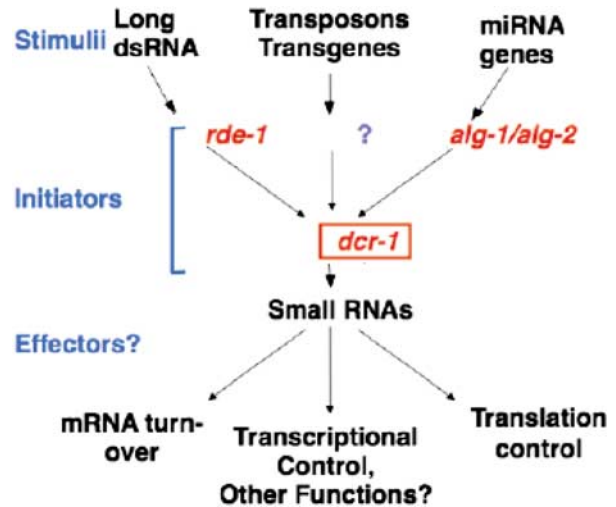 Stimulii
Long
dsRNA
Transposons
Transgenes
miRNA
genes
Initiators
rde-1
?
alg-1/alg-2
dcr-1
Small RNAs
Effectors?
mRNA turn-
over
Transcriptional
Control,
Other Functions?
Translation
control